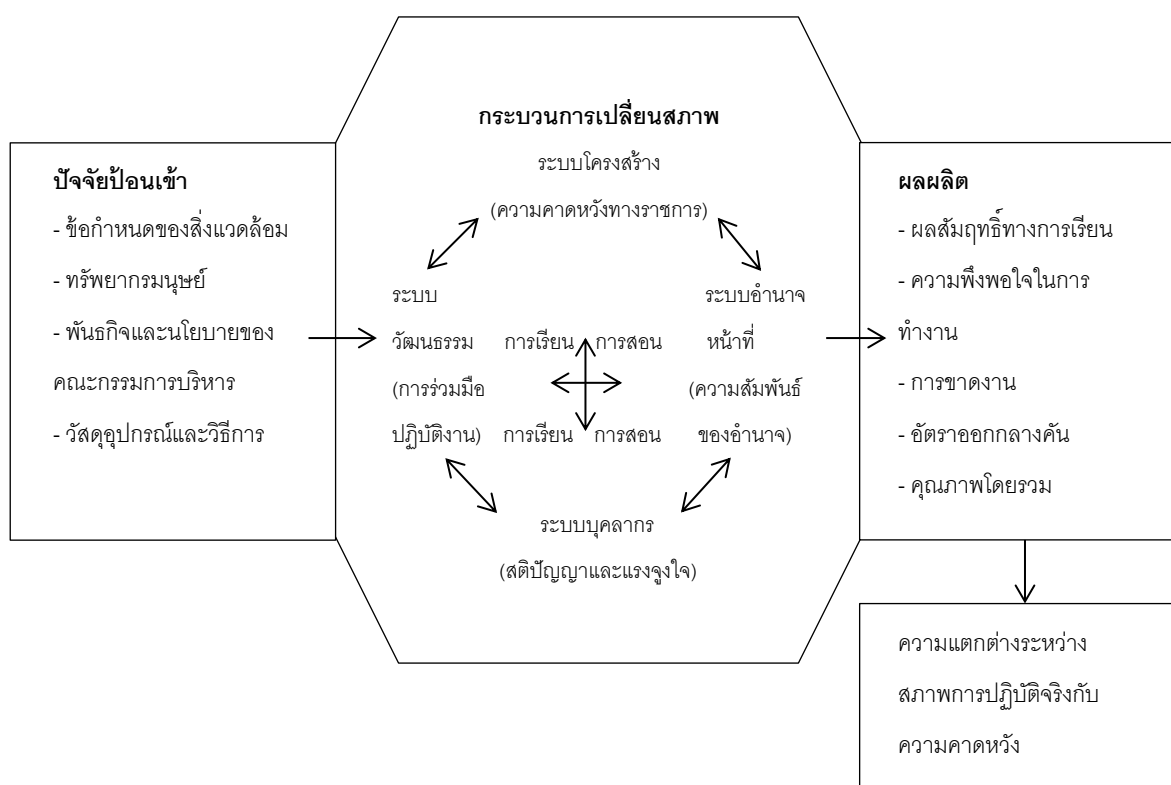 กระบวนการเปลี่ยนสภาพ
ระบบโครงสร้าง
(ความคาดหวังทางราชการ)
ปัจจัยป้อนเข้า
- ข้อกำหนดของสิ่งแวดล้อม
- ทรัพยากรมนุษย์
- พันธกิจและนโยบายของ
คณะกรรมการบริหาร
- วัสดุอุปกรณ์และวิธีการ
ระบบ
วัฒนธรรม
(การร่วมมือ
ปฏิบัติงาน)
การเรียน การสอน
การเรียน การสอน
ระบบอำนาจ
หน้าที่
(ความสัมพันธ์
ของอำนาจ)
ระบบบุคลากร
(สติปัญญาและแรงจูงใจ)
ผลผลิต
- ผลสัมฤทธิ์ทางการเรียน
- ความพึงพอใจในการ
ทำงาน
- การขาดงาน
- อัตราออกกลางคัน
- คุณภาพโดยรวม
ความแตกต่างระหว่าง
สภาพการปฏิบัติจริงกับ
ความคาดหวัง